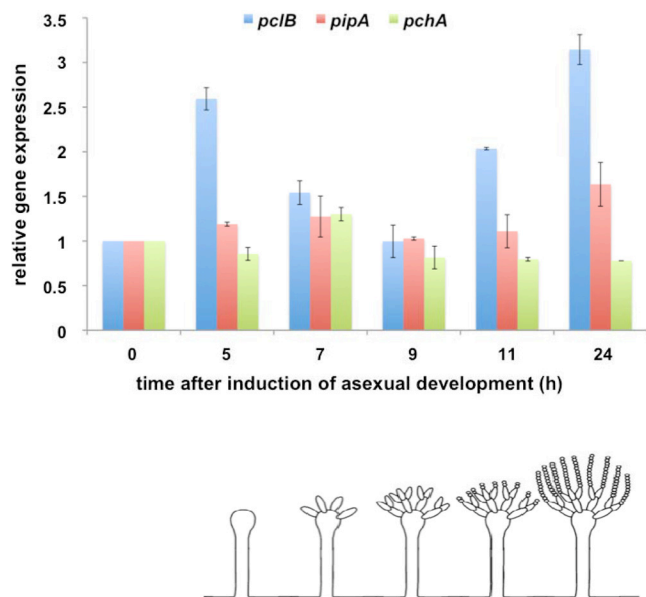 pclB pipA pchA
3.5
3
2.5
2
1.5
1
0.5
0
relative gene expression
0 5 7 9 11 24
time after induction of asexual development (h)